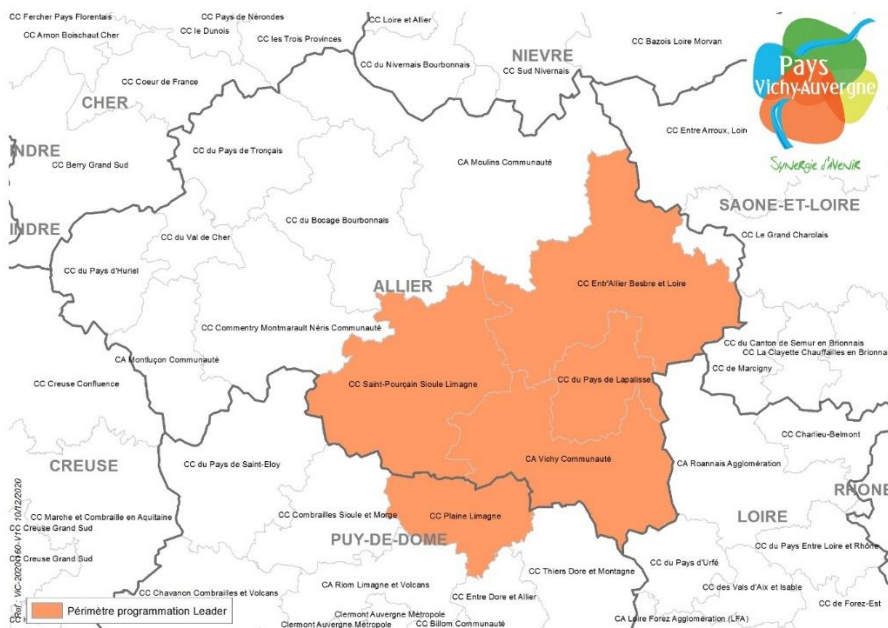 CC Fercher Pays Florentais
CC Pays de Nérondes
CC Loire et Allier
CC Arnon Boischaut Cher
CC le Dunois
CC les Trois Provinces
NIEVRE
CC Bazois Loire Morvan
CC du Nivernais Bourbonnais
CC Sud Nivernais
CC Coeur de France
CHER
Pays
Vichy-Auvergne
Synergie d'Avenir
CC Entre Arroux, Loire
INDRE
CC Berry Grand Sud
CC du Pays de Tronçais
CA Moulins Communauté
INDRE
CC du Bocage Bourbonnais
SAONE-ET-LOIRE
CC du Val de Cher
CC Le Grand Charolais
CC du Pays d'Huriel
ALLIER
CC Entr'Allier Besbre et Loire
CC Commentry Montmarault Néris Communauté
CC du Canton de Semur en Brionnais
CA Montluçon Communauté
CC La Clayette Chauffailles en Brionna
CC Creuse Confluence
CC Saint-Pourçain Sioule Limagne
CC du Pays de Lapalisse
CC de Marcigny
CC Charlieu-Belmont
CREUSE
CC du Pays de Saint-Eloy
CA Vichy Communauté
CA Roannais Agglomération
RHONE
CC Marche et Combraille en Aquitaine
CC Combrailles Sioule et Morge
CC Plaine Limagne
LOIRE
CC Creuse Grand Sud
PUY-DE-DOME
CC du Pays Entre Loire et Rhône
CC Creuse Grand Sud
CC du Pays d'Urfé
CC Thiers Dore et Montagne
CC Chavanon Combrailles et Volcans
CA Riom Limagne et Volcans
CC des Vals d'Aix et Isable
CC Entre Dore et Allier
CC de Forez-Est
Périmètre programmation Leader
Clermont Auvergne Métropole
Clermont Auvergne Métropole
CC Billom Communauté
CA Loire Forez Agglomération (LFA)